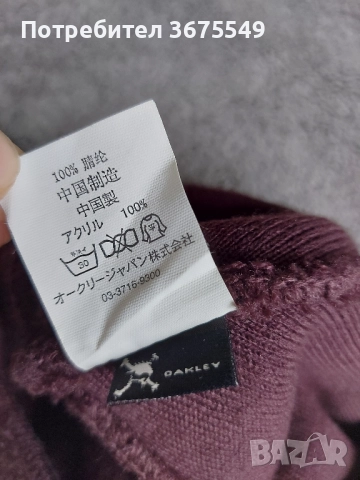 Потребител 3675549
100% 腈纶
中国制造
中国製
アクリル 100%
30
オークリージャパン株式会社
03-3716-9300
OAKLEY
BAZAR